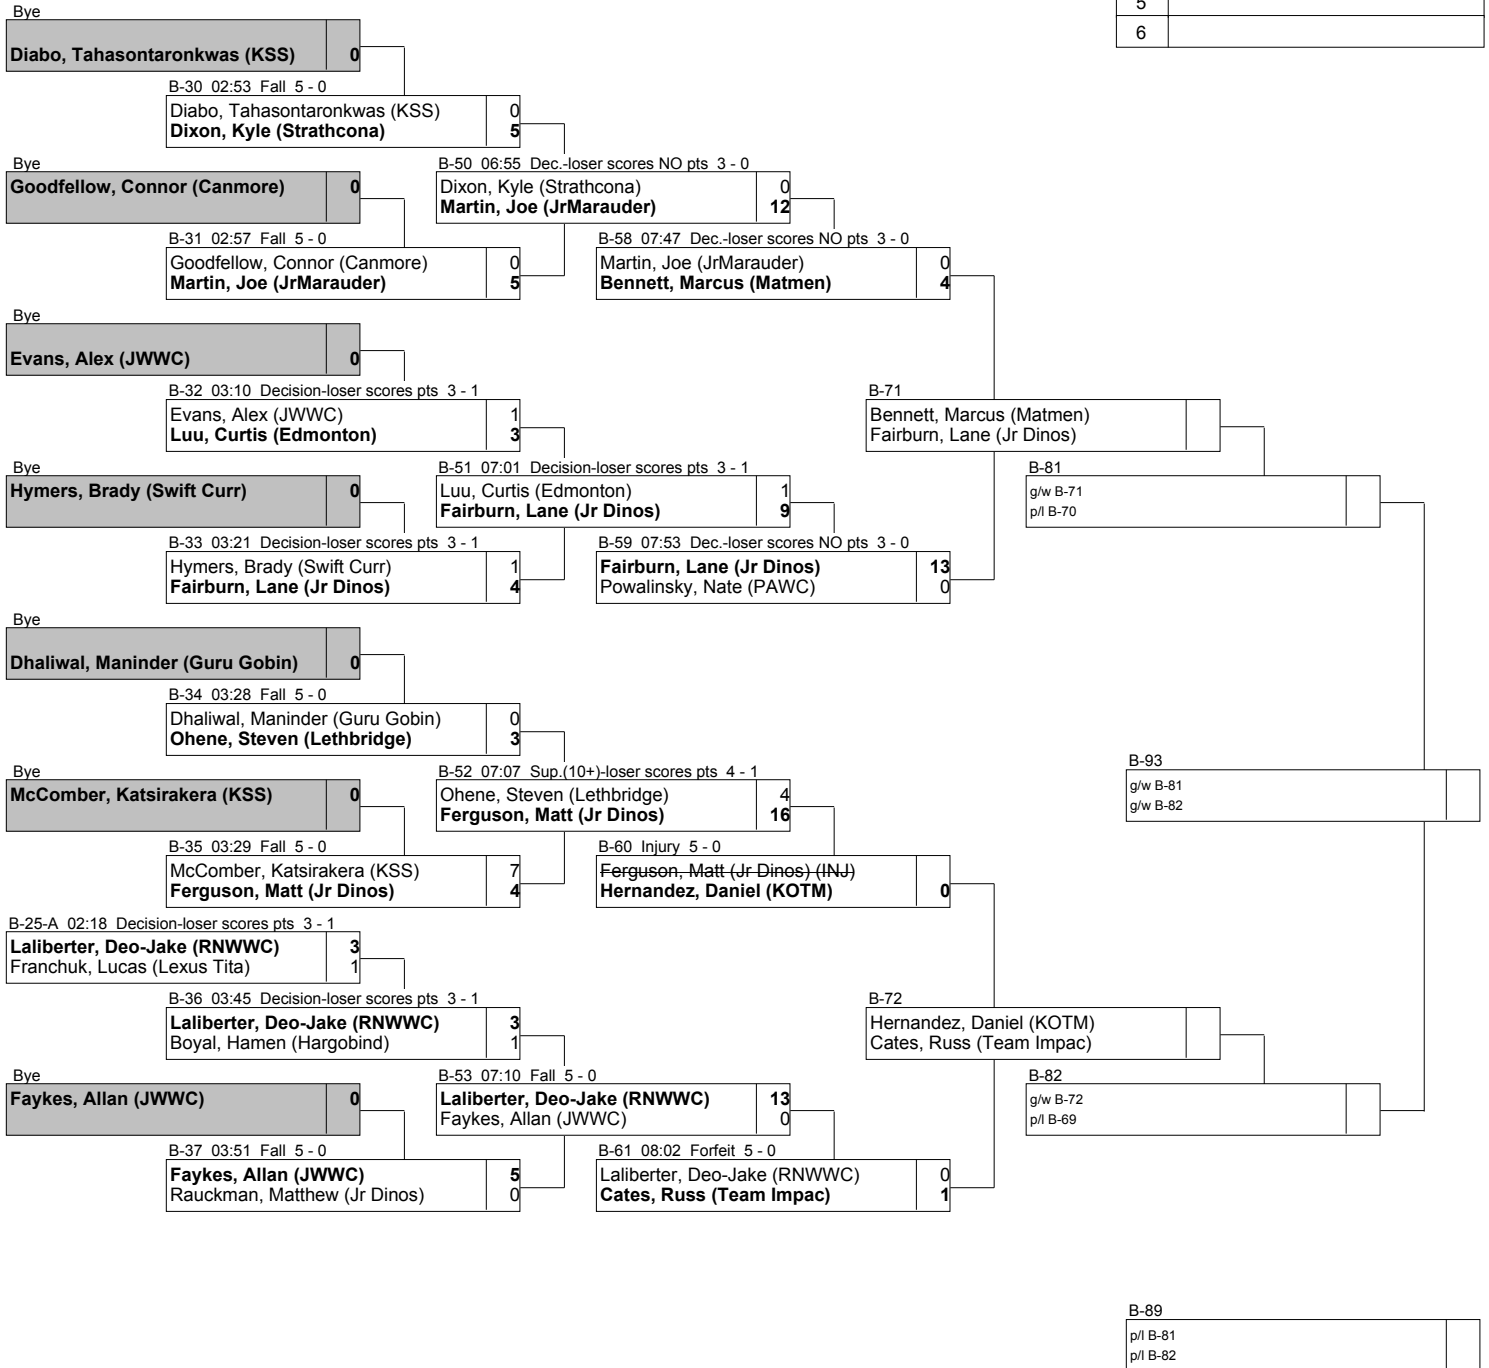 5
6
Bye
Diabo, Tahasontaronkwas (KSS) 0
B-30 02:53 Fall 5 - 0
Diabo, Tahasontaronkwas (KSS) 0
Dixon, Kyle (Strathcona) 5
Bye
Goodfellow, Connor (Canmore) 0
B-50 06:55 Dec.-loser scores NO pts 3 - 0
Dixon, Kyle (Strathcona) 0
Martin, Joe (JrMarauder) 12
B-31 02:57 Fall 5 - 0
Goodfellow, Connor (Canmore) 0
Martin, Joe (JrMarauder) 5
B-58 07:47 Dec.-loser scores NO pts 3 - 0
Martin, Joe (JrMarauder) 0
Bennett, Marcus (Matmen) 4
Bye
Evans, Alex (JWWC) 0
B-32 03:10 Decision-loser scores pts 3 - 1
Evans, Alex (JWWC) 1
Luu, Curtis (Edmonton) 3
B-71
Bennett, Marcus (Matmen)
Fairburn, Lane (Jr Dinos)
Bye
Hymers, Brady (Swift Curr) 0
B-51 07:01 Decision-loser scores pts 3 - 1
Luu, Curtis (Edmonton) 1
Fairburn, Lane (Jr Dinos) 9
B-81
g/w B-71
p/l B-70
B-33 03:21 Decision-loser scores pts 3 - 1
Hymers, Brady (Swift Curr) 1
Fairburn, Lane (Jr Dinos) 4
B-59 07:53 Dec.-loser scores NO pts 3 - 0
Fairburn, Lane (Jr Dinos) 13
Powalinsky, Nate (PAWC) 0
Bye
Dhaliwal, Maninder (Guru Gobin) 0
B-34 03:28 Fall 5 - 0
Dhaliwal, Maninder (Guru Gobin) 0
Ohene, Steven (Lethbridge) 3
B-93
g/w B-81
g/w B-82
Bye
McComber, Katsirakera (KSS) 0
B-52 07:07 Sup.(10+)-loser scores pts 4 - 1
Ohene, Steven (Lethbridge) 4
Ferguson, Matt (Jr Dinos) 16
B-35 03:29 Fall 5 - 0
McComber, Katsirakera (KSS) 7
Ferguson, Matt (Jr Dinos) 4
B-60 Injury 5 - 0
Ferguson, Matt (Jr Dinos) (INJ)
Hernandez, Daniel (KOTM) 0
B-25-A 02:18 Decision-loser scores pts 3 - 1
Laliberter, Deo-Jake (RNWWC) 3
Franchuk, Lucas (Lexus Tita) 1
B-36 03:45 Decision-loser scores pts 3 - 1
Laliberter, Deo-Jake (RNWWC) 3
Boyal, Hamen (Hargobind) 1
B-72
Hernandez, Daniel (KOTM)
Cates, Russ (Team Impac)
Bye
Faykes, Allan (JWWC) 0
B-53 07:10 Fall 5 - 0
Laliberter, Deo-Jake (RNWWC) 13
Faykes, Allan (JWWC) 0
B-82
g/w B-72
p/l B-69
B-37 03:51 Fall 5 - 0
Faykes, Allan (JWWC) 5
Rauckman, Matthew (Jr Dinos) 0
B-61 08:02 Forfeit 5 - 0
Laliberter, Deo-Jake (RNWWC) 0
Cates, Russ (Team Impac) 1
B-89
p/l B-81
p/l B-82